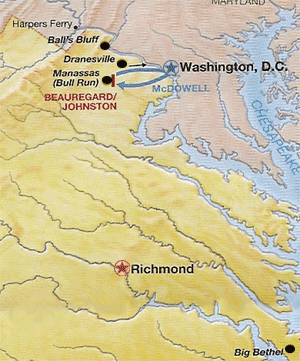 MARYLAND
Harpers Ferry
Ball's Bluff
Dranesville
Manassas
(Bull Run)
Washington, D.C.
BEAUREGARD/
JOHNSTON
McDOWELL
CHESAPEAKE
Richmond
Big Bethel